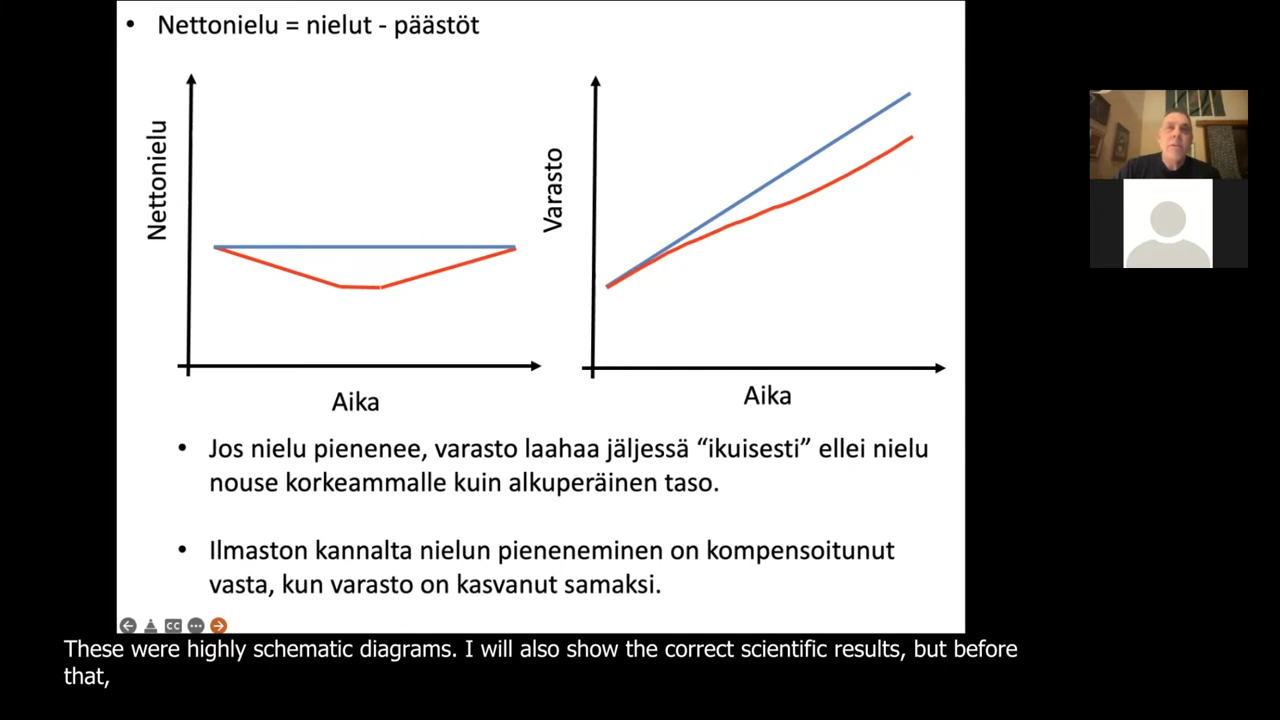 • Nettonielu = nielut - päästöt
Nettonielu
Aika
Varasto
Aika
• Jos nielu pienenee, varasto laahaa jäljessä “ikuisesti” ellei nielu
nouse korkeammalle kuin alkuperäinen taso.
• Ilmaston kannalta nielun pieneneminen on kompensoitunut
vasta, kun varasto on kasvanut samaksi.
CC
These were highly schematic diagrams. I will also show the correct scientific results, but before
that,